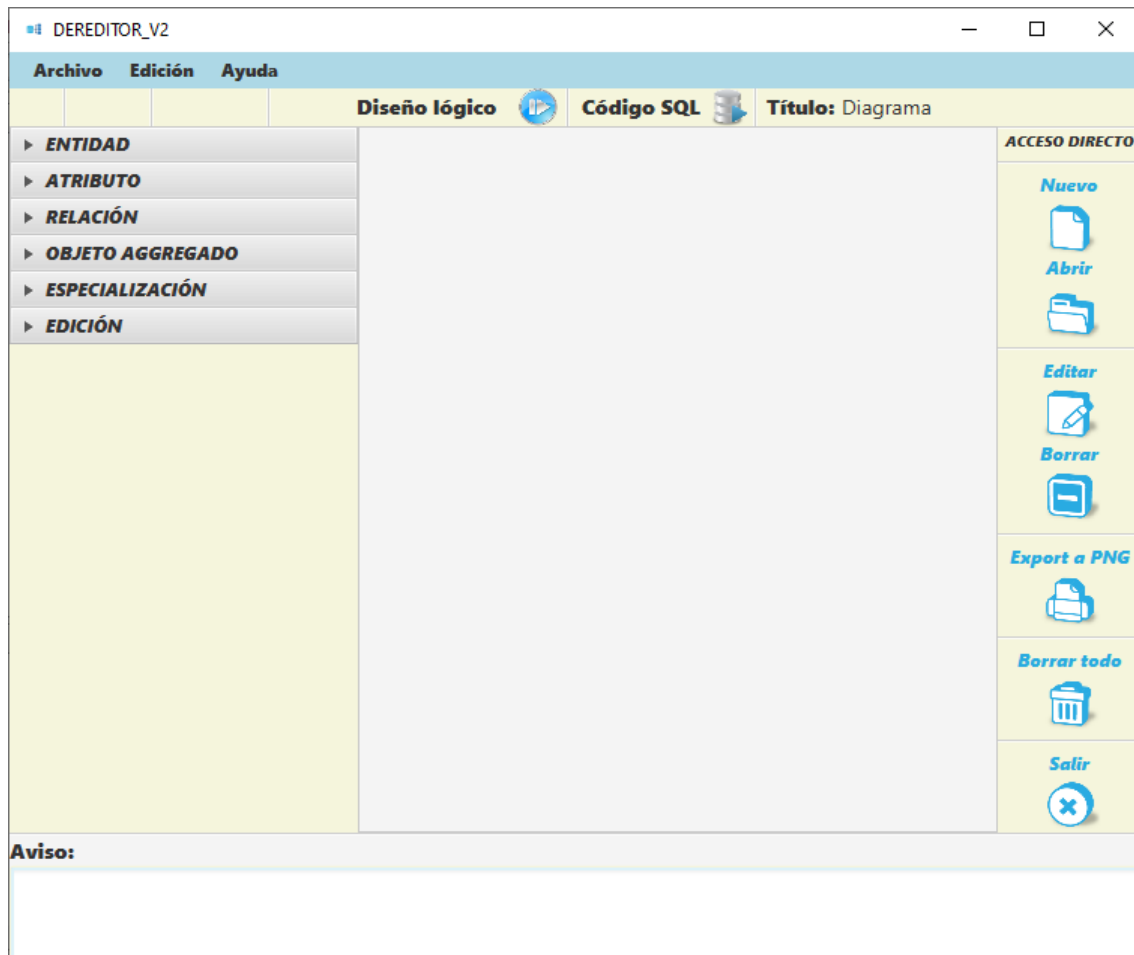 DEREDITOR_V2
Archivo Edición Ayuda
Diseño lógico Código SQL Título: Diagrama
ENTIDAD
ATRIBUTO
RELACIÓN
OBJETO AGGREGADO
ESPECIALIZACIÓN
EDICIÓN
ACCESO DIRECTO
Nuevo
Abrir
Editar
Borrar
Export a PNG
Borrar todo
Salir
Aviso: